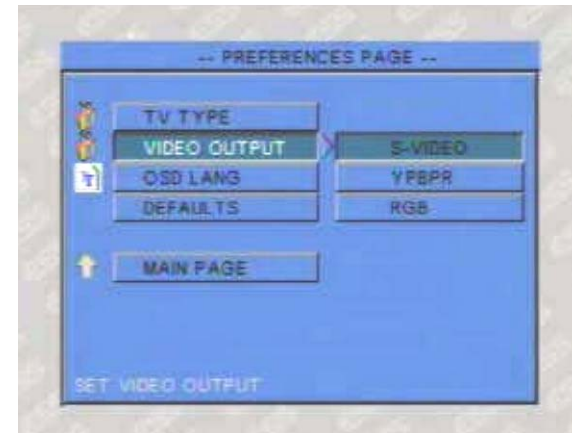 -- PREFERENCES PAGE --
TV TYPE
VIDEO OUTPUT
S-VIDEO
OSD LANG
YPBPR
DEFAULTS
RGB
MAIN PAGE
SET VIDEO OUTPUT